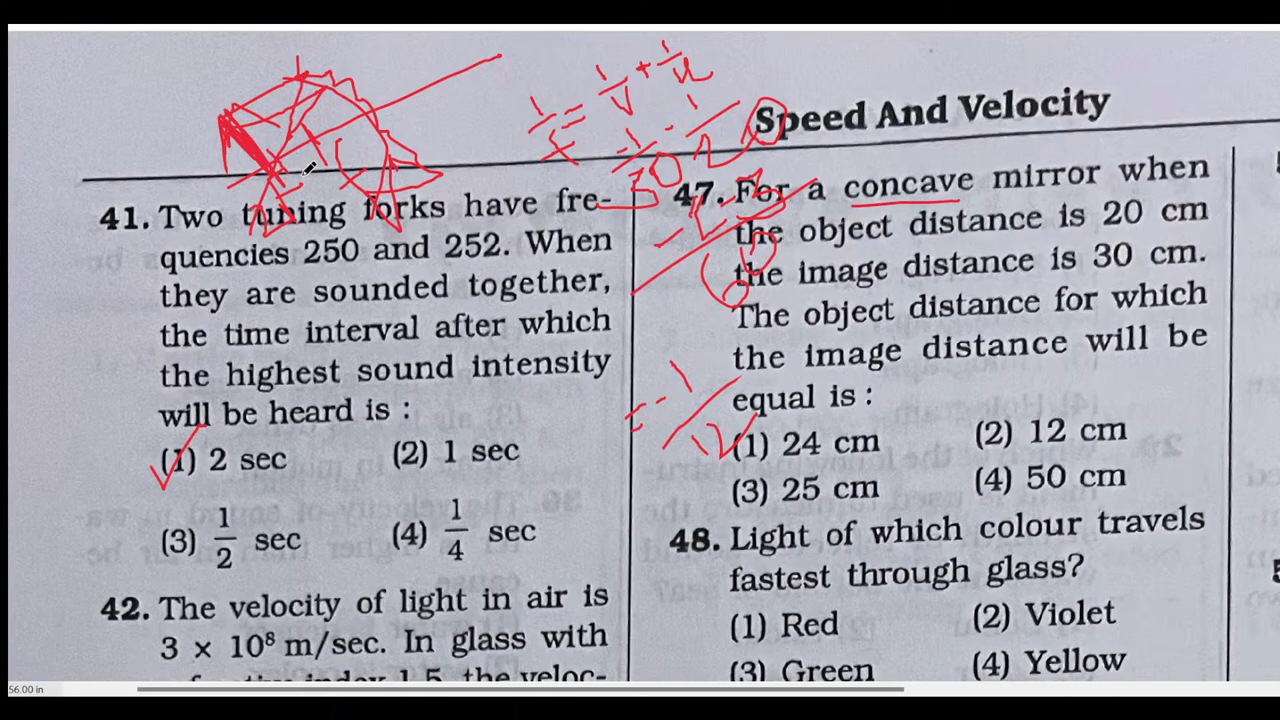 Speed And Velocity
1/f = 1/v + 1/u
41. Two tuning forks have fre-
quencies 250 and 252. When
they are sounded together,
the time interval after which
the highest sound intensity
will be heard is :
(1) 2 sec (2) 1 sec
(3) 1/2 sec (4) 1/4 sec
42. The velocity of light in air is
3 × 10⁸ m/sec. In glass with
47. For a concave mirror when
the object distance is 20 cm
the image distance is 30 cm.
The object distance for which
the image distance will be
equal is :
(1) 24 cm (2) 12 cm
(3) 25 cm (4) 50 cm
48. Light of which colour travels
fastest through glass?
(1) Red (2) Violet
(3) Green (4) Yellow
= - 1/12
56.00 in